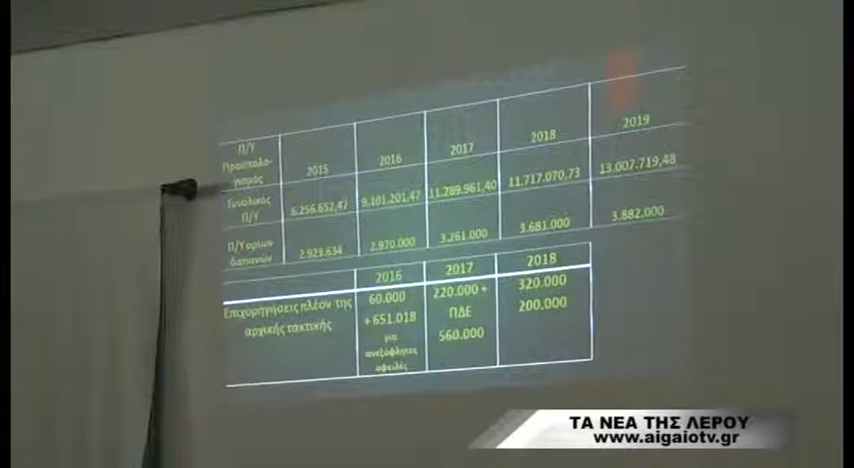 Π/Υ
Προϋπολο-
γισμός 2015 2016 2017 2018 2019
Συνολικός
Π/Υ 6.256.652,47 9.101.201,47 11.789.961,40 11.717.070,73 13.007.719,48
Π/Υ ορίων
δαπανών 2.923.634 2.970.000 3.261.000 3.681.000 3.882.000
2016 2017 2018
Επιχορηγήσεις πλέον της
αρχικής τακτικής
60.000
+ 651.018
για
ανεξόφλητες
οφειλές
220.000 +
ΠΔΕ
560.000
320.000
200.000
ΤΑ ΝΕΑ ΤΗΣ ΛΕΡΟΥ
www.aigaiotv.gr